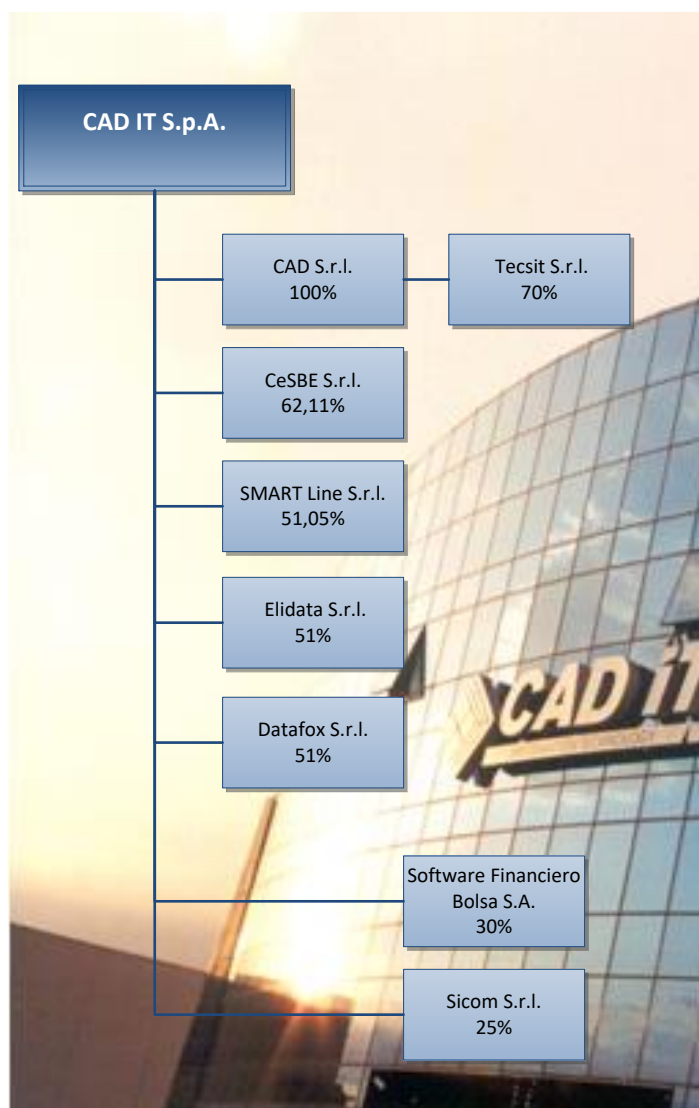 CAD IT S.p.A.
CAD S.r.l.
100%
Tecsit S.r.l.
70%
CeSBE S.r.l.
62,11%
SMART Line S.r.l.
51,05%
Elidata S.r.l.
51%
Datafox S.r.l.
51%
CAD iT
Software Financiero
Bolsa S.A.
30%
Sicom S.r.l.
25%